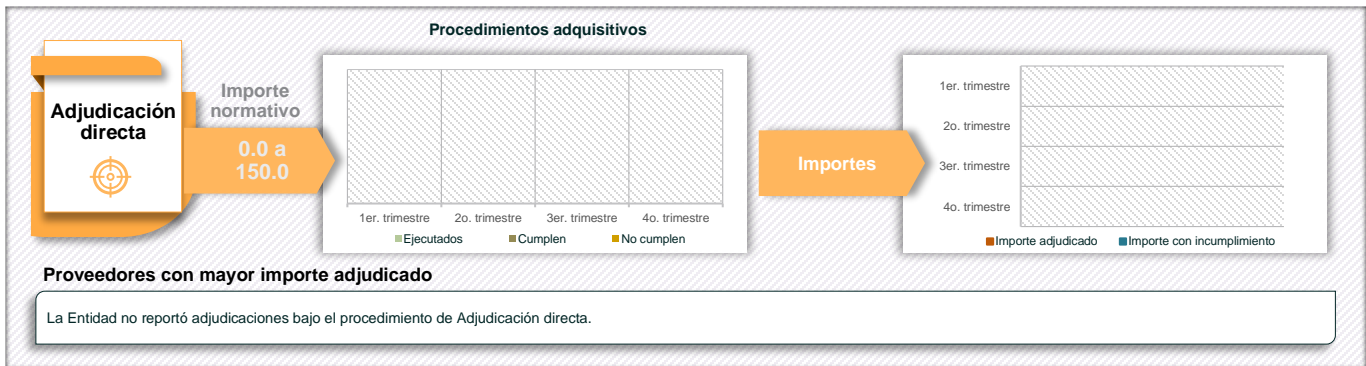 Procedimientos adquisitivos
Adjudicación
directa
Importe
normativo
0.0 a
150.0
1er. trimestre
2o. trimestre
3er. trimestre
4o. trimestre
Ejecutados
Cumplen
No cumplen
Importes
1er. trimestre
2o. trimestre
3er. trimestre
4o. trimestre
Importe adjudicado
Importe con incumplimiento
Proveedores con mayor importe adjudicado
La Entidad no reportó adjudicaciones bajo el procedimiento de Adjudicación directa.